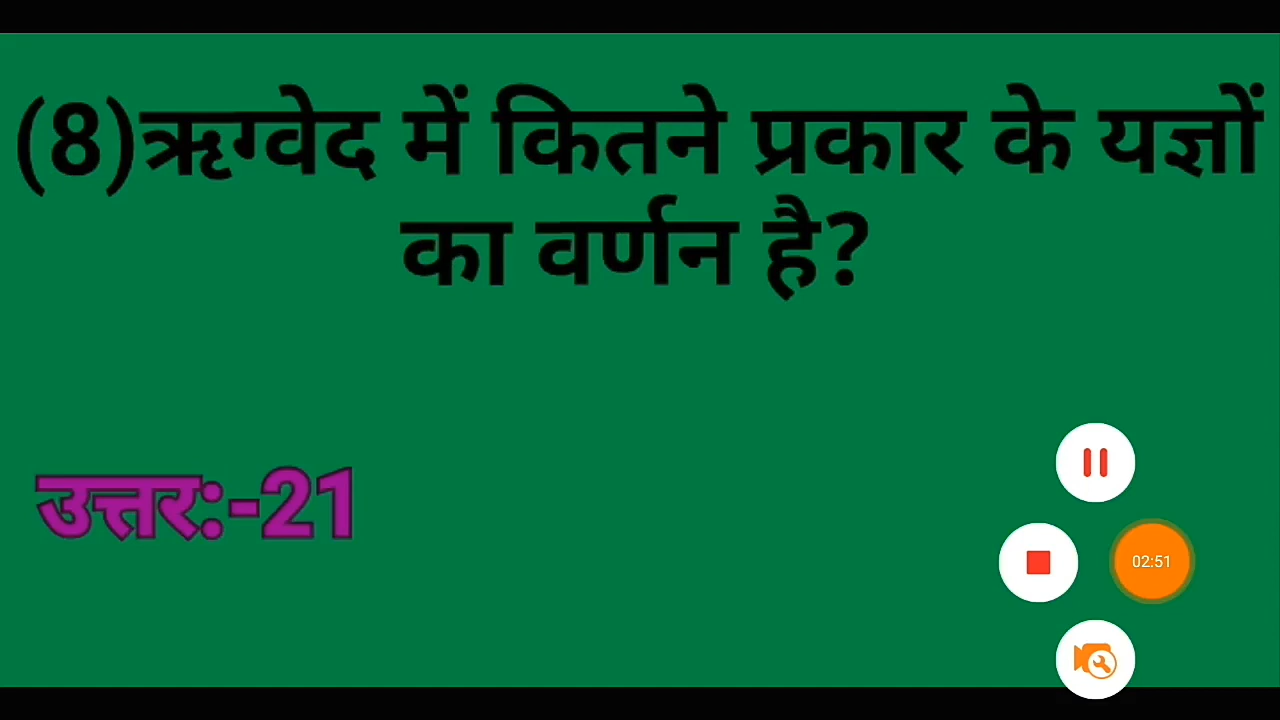 (8)ऋग्वेद में कितने प्रकार के यज्ञों
का वर्णन है?
उत्तर:-21
02:51